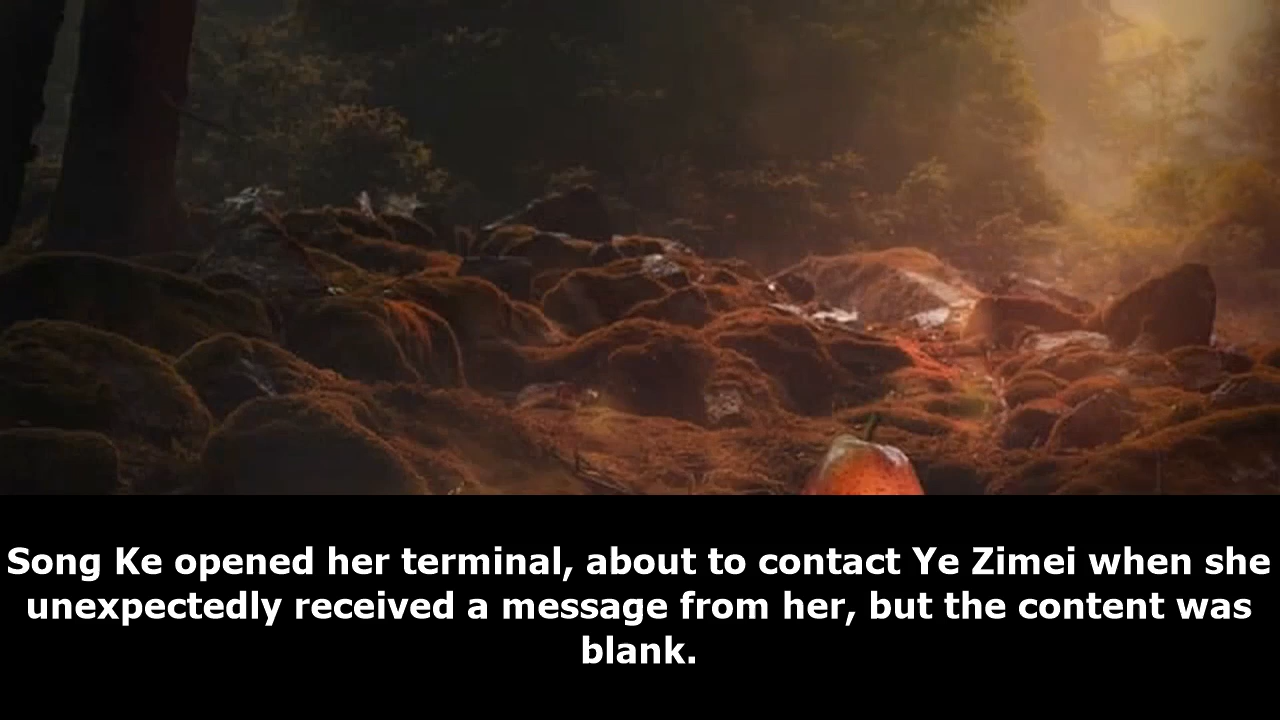 Song Ke opened her terminal, about to contact Ye Zimei when she
unexpectedly received a message from her, but the content was
blank.